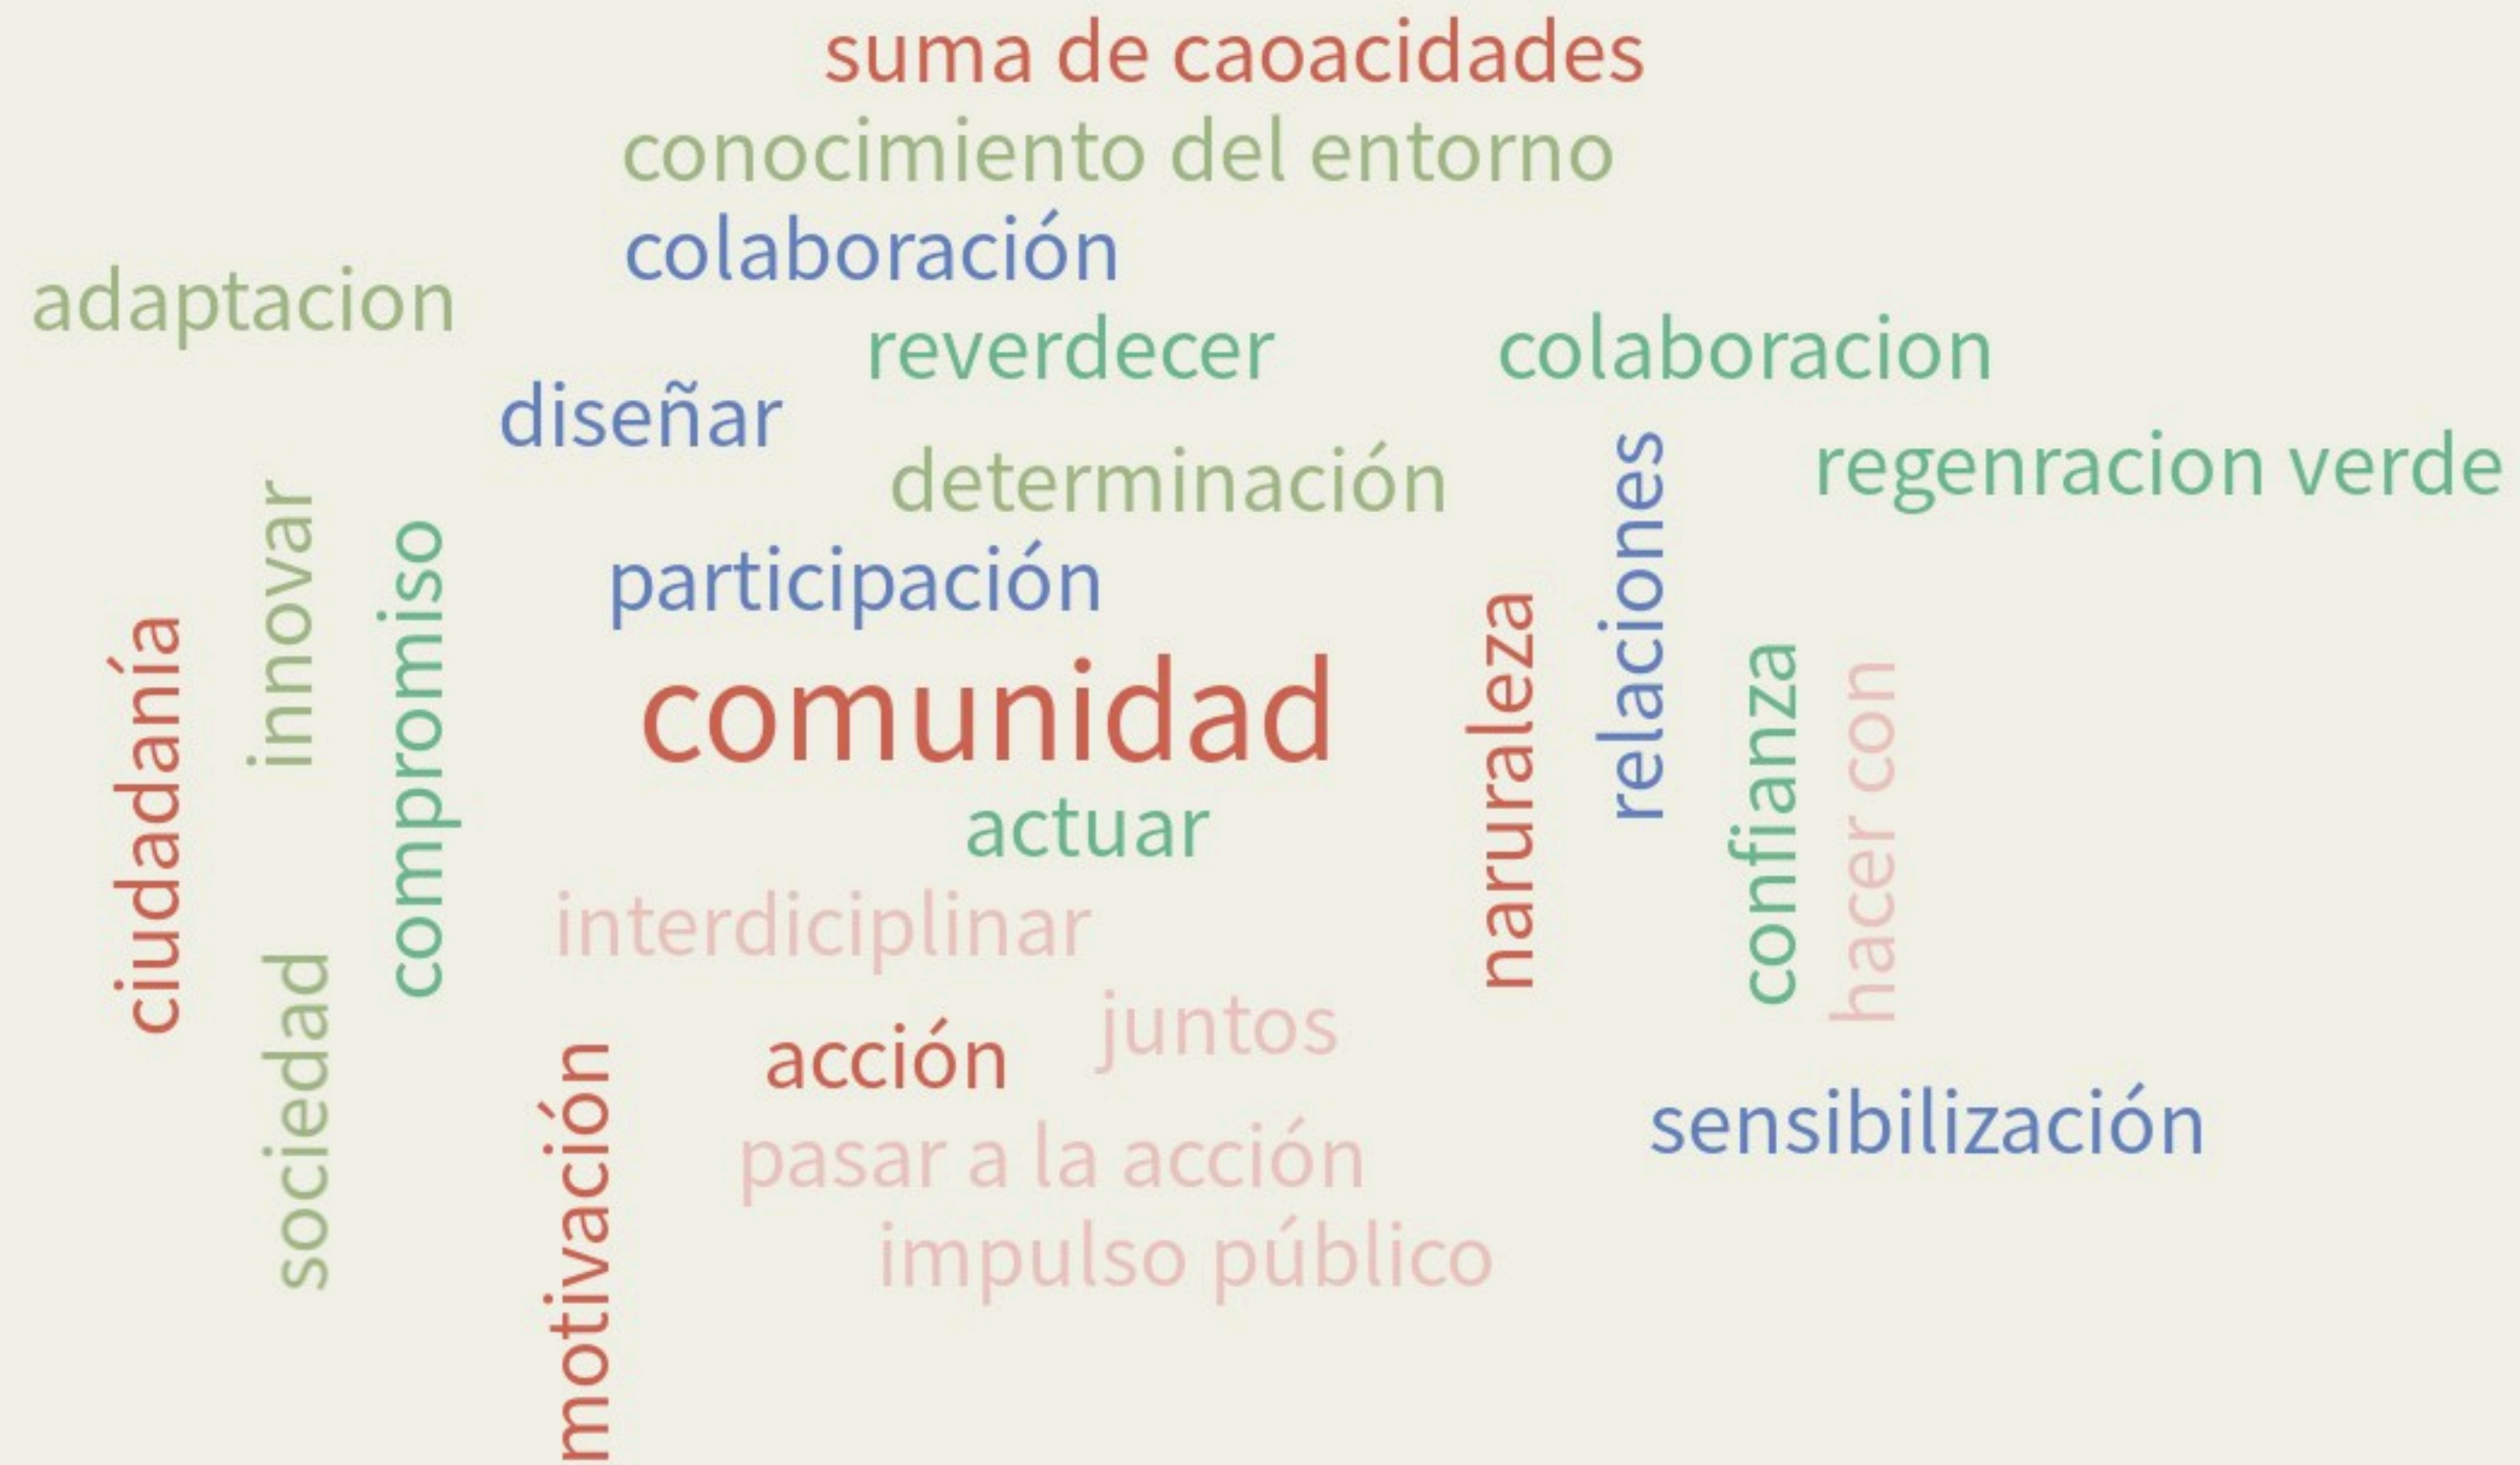 suma de caoacidades
conocimiento del entorno
colaboración
adaptacion
reverdecer
colaboracion
diseñar
regenracion verde
determinación
relaciones
innovar
compromiso
participación
naruraleza
ciudadanía
comunidad
confianza
hacer con
actuar
interdiciplinar
sociedad
juntos
acción
motivación
sensibilización
pasar a la acción
impulso público